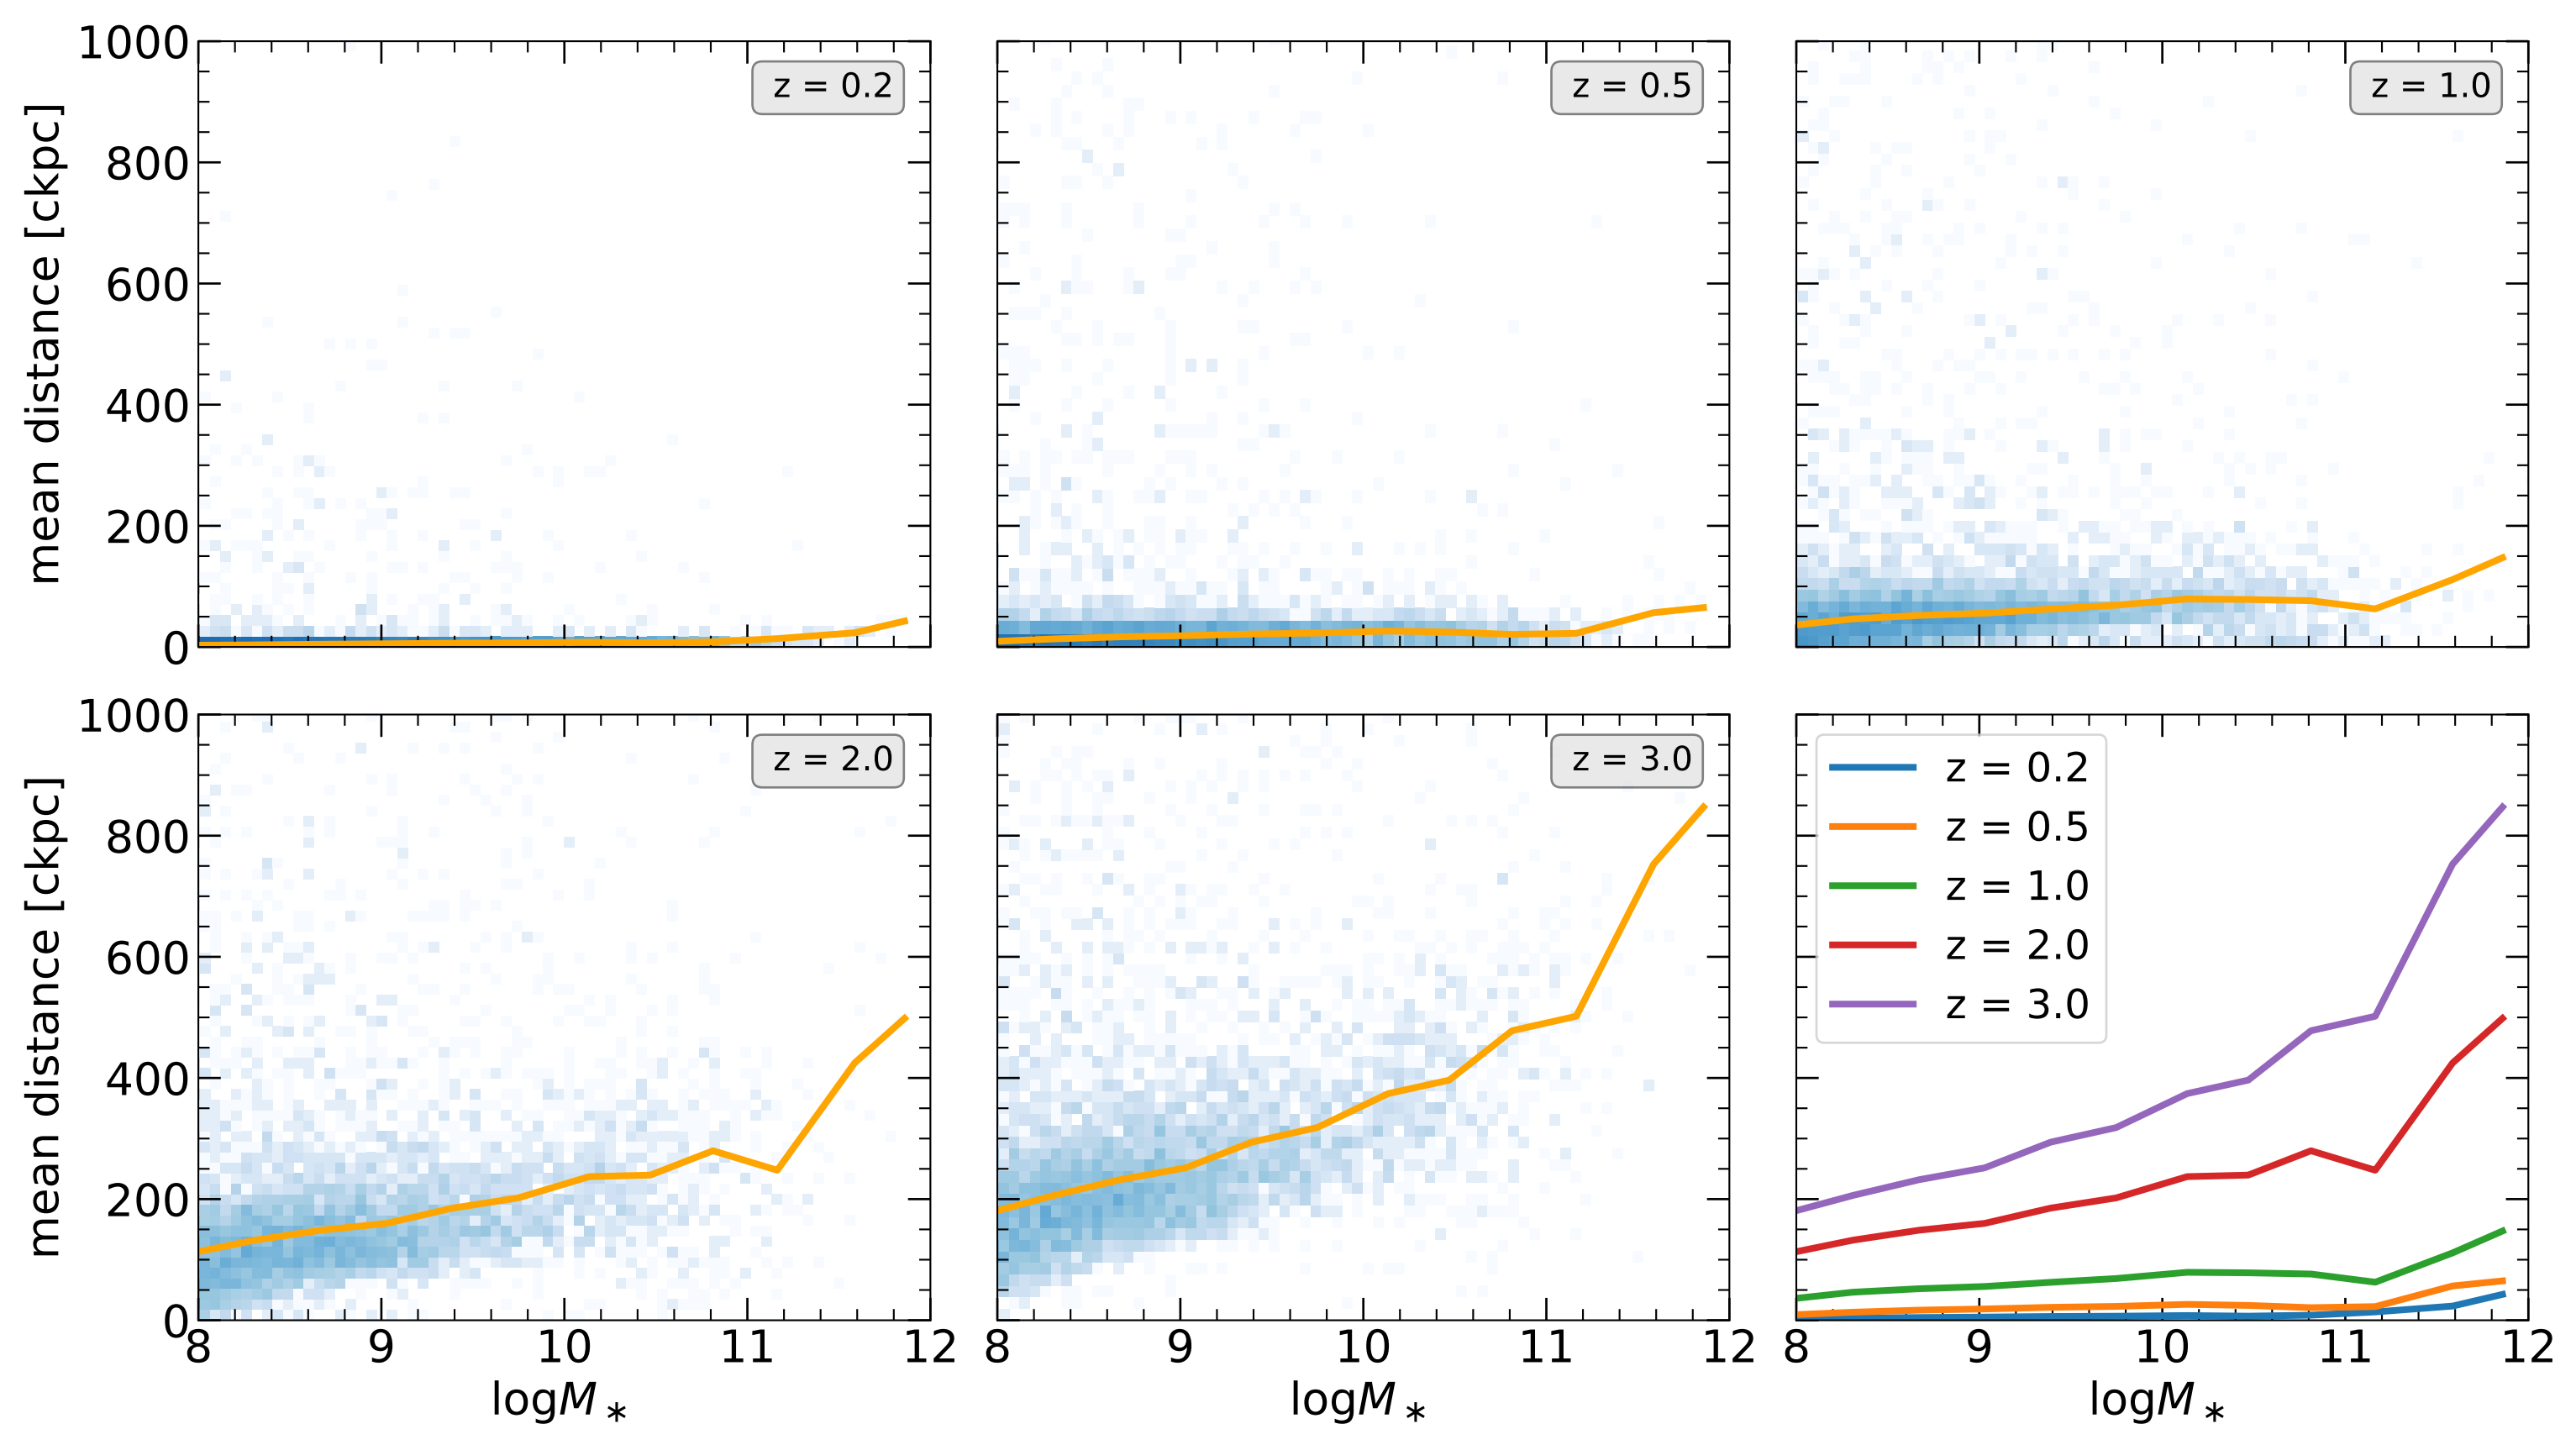 1000
800
600
400
200
0
mean distance [ckpc]
z = 0.2
z = 0.5
z = 1.0
1000
800
600
400
200
0
mean distance [ckpc]
z = 2.0
z = 3.0
z = 0.2
z = 0.5
z = 1.0
z = 2.0
z = 3.0
8 9 10 11 12
8 9 10 11 12
8 9 10 11 12
logM∗
logM∗
logM∗